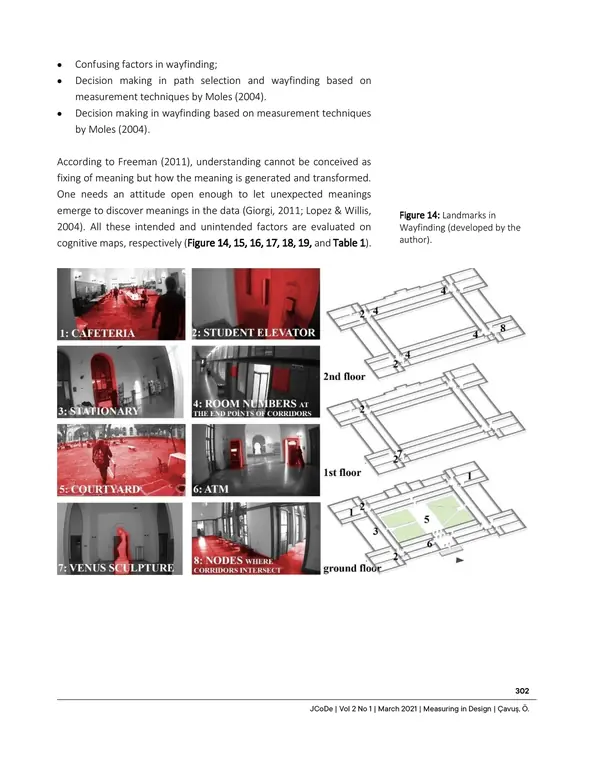 • Confusing factors in wayfinding;
• Decision making in path selection and wayfinding based on
measurement techniques by Moles (2004).
• Decision making in wayfinding based on measurement techniques
by Moles (2004).
According to Freeman (2011), understanding cannot be conceived as
fixing of meaning but how the meaning is generated and transformed.
One needs an attitude open enough to let unexpected meanings
emerge to discover meanings in the data (Giorgi, 2011; Lopez & Willis,
2004). All these intended and unintended factors are evaluated on
cognitive maps, respectively (Figure 14, 15, 16, 17, 18, 19, and Table 1).
Figure 14: Landmarks in
Wayfinding (developed by the
author).
1: CAFETERIA
2: STUDENT ELEVATOR
3: STATIONARY
4: ROOM NUMBERS AT
THE END POINTS OF CORRIDORS
5: COURTYARD
6: ATM
7: VENUS SCULPTURE
8: NODES WHERE
CORRIDORS INTERSECT
4
2 4
4 8
4
2
2nd floor
2
7
2
1st floor
1
2
1
5
3
6
2
ground floor
302
JCoDe | Vol 2 No 1 | March 2021 | Measuring in Design | Çavuş, Ö.